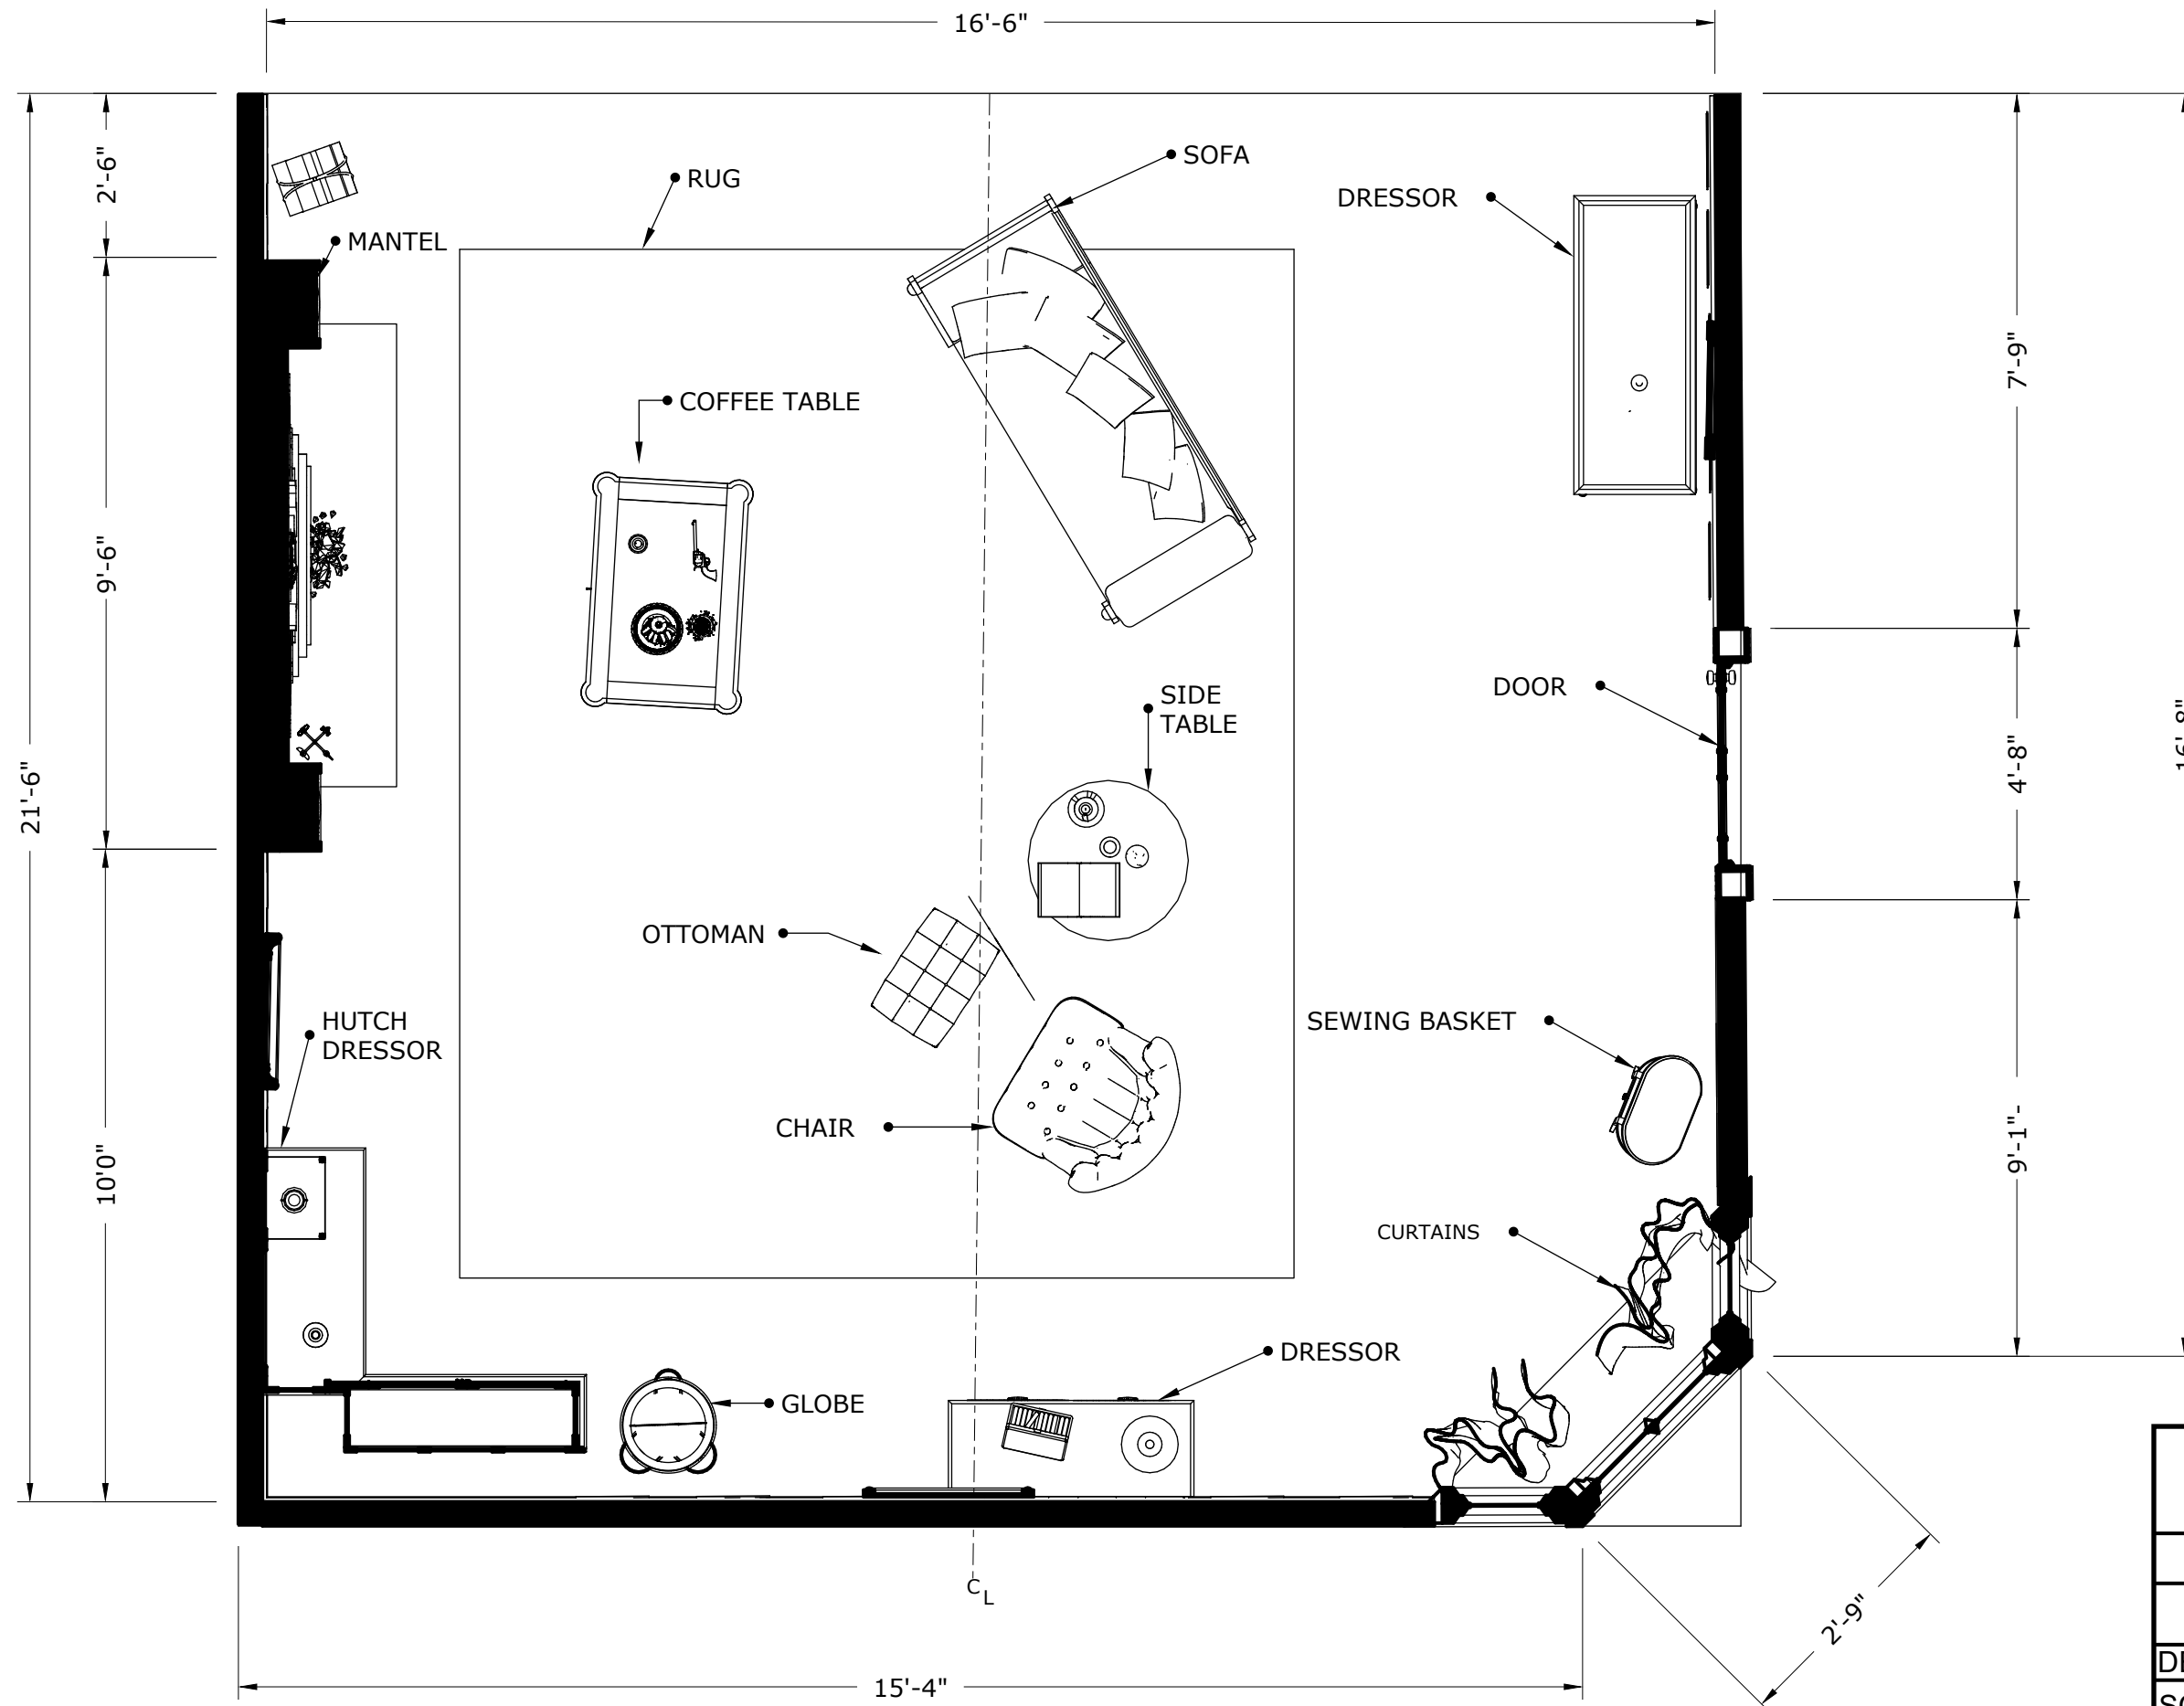 16'-6"
SOFA
RUG
DRESSOR
2'-6"
MANTEL
7'-9"
COFFEE TABLE
9'-6"
SIDE
TABLE
DOOR
16'-8"
4'-8"
21'-6"
OTTOMAN
HUTCH
DRESSOR
SEWING BASKET
CHAIR
9'-1"-
10'0"
CURTAINS
DRESSOR
GLOBE
C
L
2'-9"
15'-4"